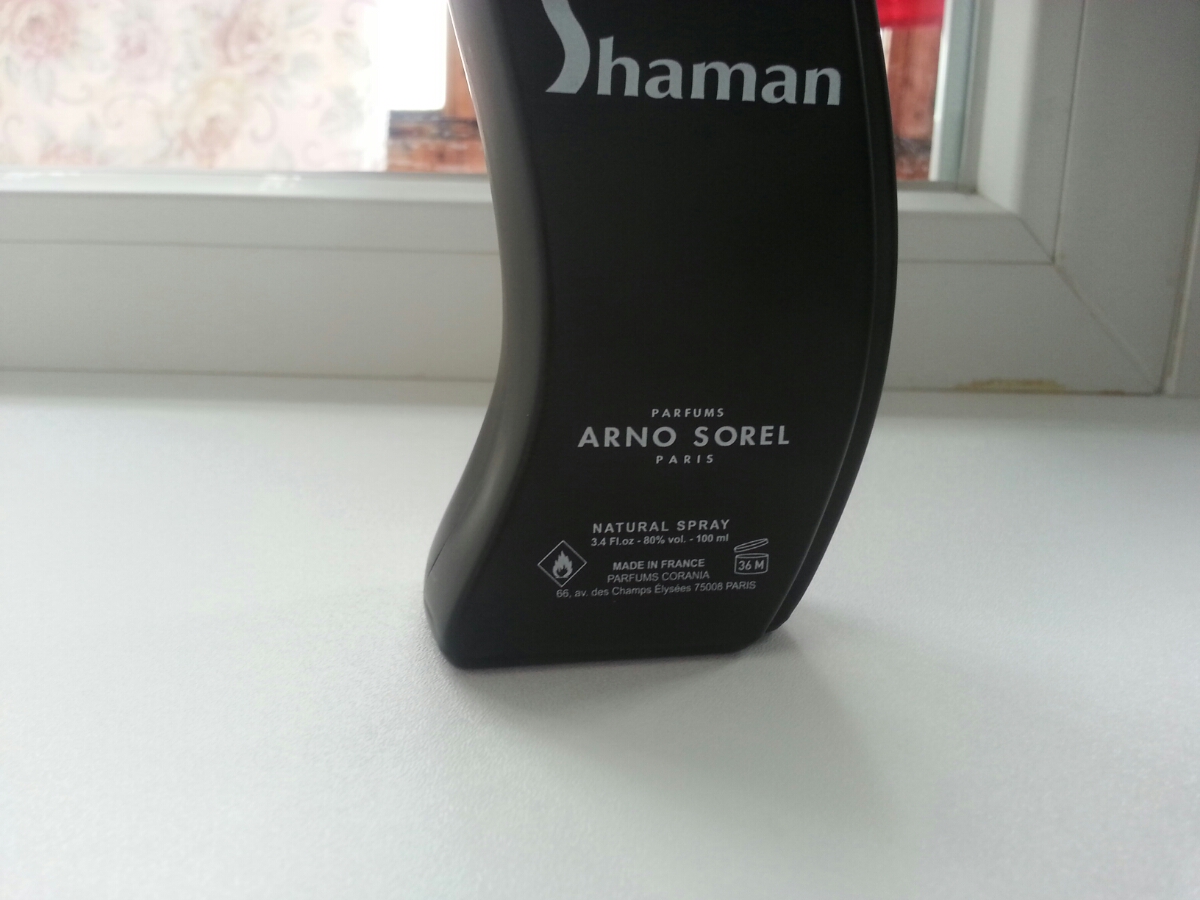 Shaman
PARFUMS
ARNO SOREL
PARIS
NATURAL SPRAY
3.4 Fl.oz - 80% vol. - 100 ml
36 M
MADE IN FRANCE
PARFUMS CORANIA
66, av. des Champs Élysées 75008 PARIS